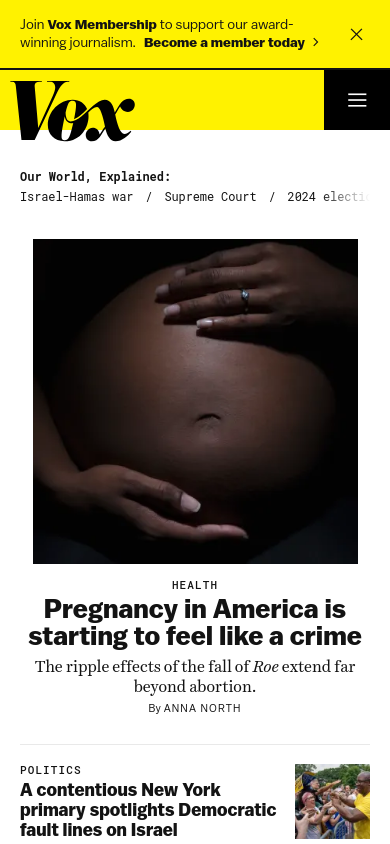 Join Vox Membership to support our award-
winning journalism. Become a member today
Vox
Our World, Explained:
Israel-Hamas war / Supreme Court / 2024 electi
Health
Pregnancy in America is
starting to feel like a crime
The ripple effects of the fall of Roe extend far
beyond abortion.
By ANNA NORTH
POLITICS
A contentious New York
primary spotlights Democratic
fault lines on Israel